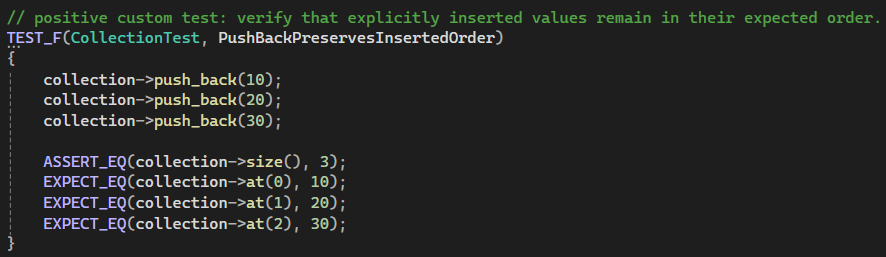 // positive custom test: verify that explicitly inserted values remain in their expected order.
TEST_F(CollectionTest, PushBackPreservesInsertedOrder)
{
    collection->push_back(10);
    collection->push_back(20);
    collection->push_back(30);

    ASSERT_EQ(collection->size(), 3);
    EXPECT_EQ(collection->at(0), 10);
    EXPECT_EQ(collection->at(1), 20);
    EXPECT_EQ(collection->at(2), 30);
}